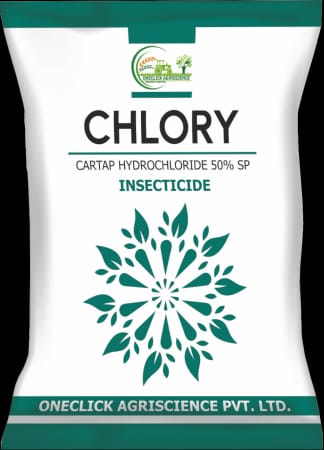 ONECLICK AGRISCIENCE
CHLORY
CARTAP HYDROCHLORIDE 50% SP
INSECTICIDE
ONECLICK AGRISCIENCE PVT. LTD.